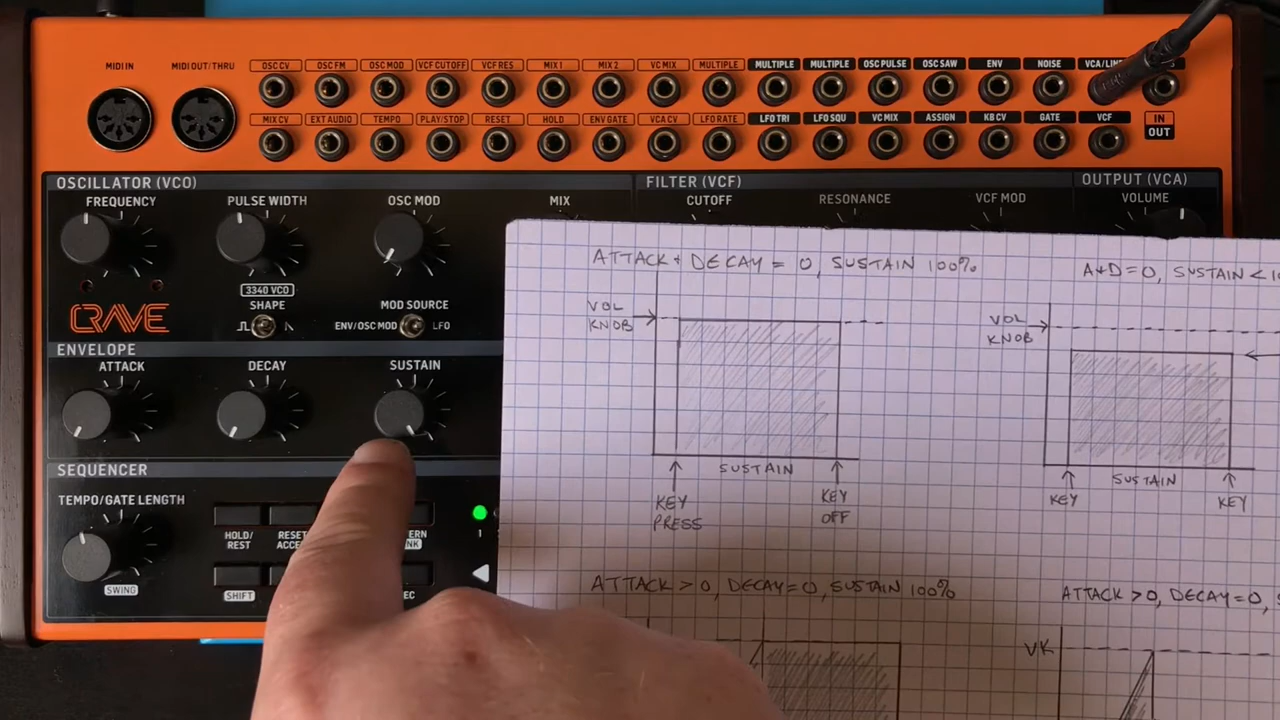 MIDI IN
MIDI OUT/THRU
OSC CV OSC FM OSC MOD VCF CUTOFF VCF RES MIX 1 MIX 2 VC MIX MULTIPLE MULTIPLE MULTIPLE OSC PULSE OSC SAW ENV NOISE VCA/LINE
MIX CV EXT AUDIO TEMPO PLAY/STOP RESET HOLD ENV GATE VCA CV LFO RATE LFO TRI LFO SQU VC MIX ASSIGN KB CV GATE VCF
IN
OUT
OSCILLATOR (VCO)
FREQUENCY PULSE WIDTH OSC MOD MIX
FILTER (VCF)
CUTOFF RESONANCE VCF MOD
OUTPUT (VCA)
VOLUME
3340 VCO
SHAPE
MOD SOURCE
ENV/OSC MOD LFO
CRAVE
ENVELOPE
ATTACK DECAY SUSTAIN
SEQUENCER
TEMPO/GATE LENGTH
SWING
HOLD/
REST
SHIFT
1
ATTACK + DECAY = 0, SUSTAIN 100%
VOL
KNOB
SUSTAIN
KEY
PRESS
KEY
OFF
A+D=0, SUSTAIN <
VOL
KNOB
SUSTAIN
KEY
KEY
ATTACK > 0, DECAY=0, SUSTAIN 100%
ATTACK >0, DECAY=0,
VK